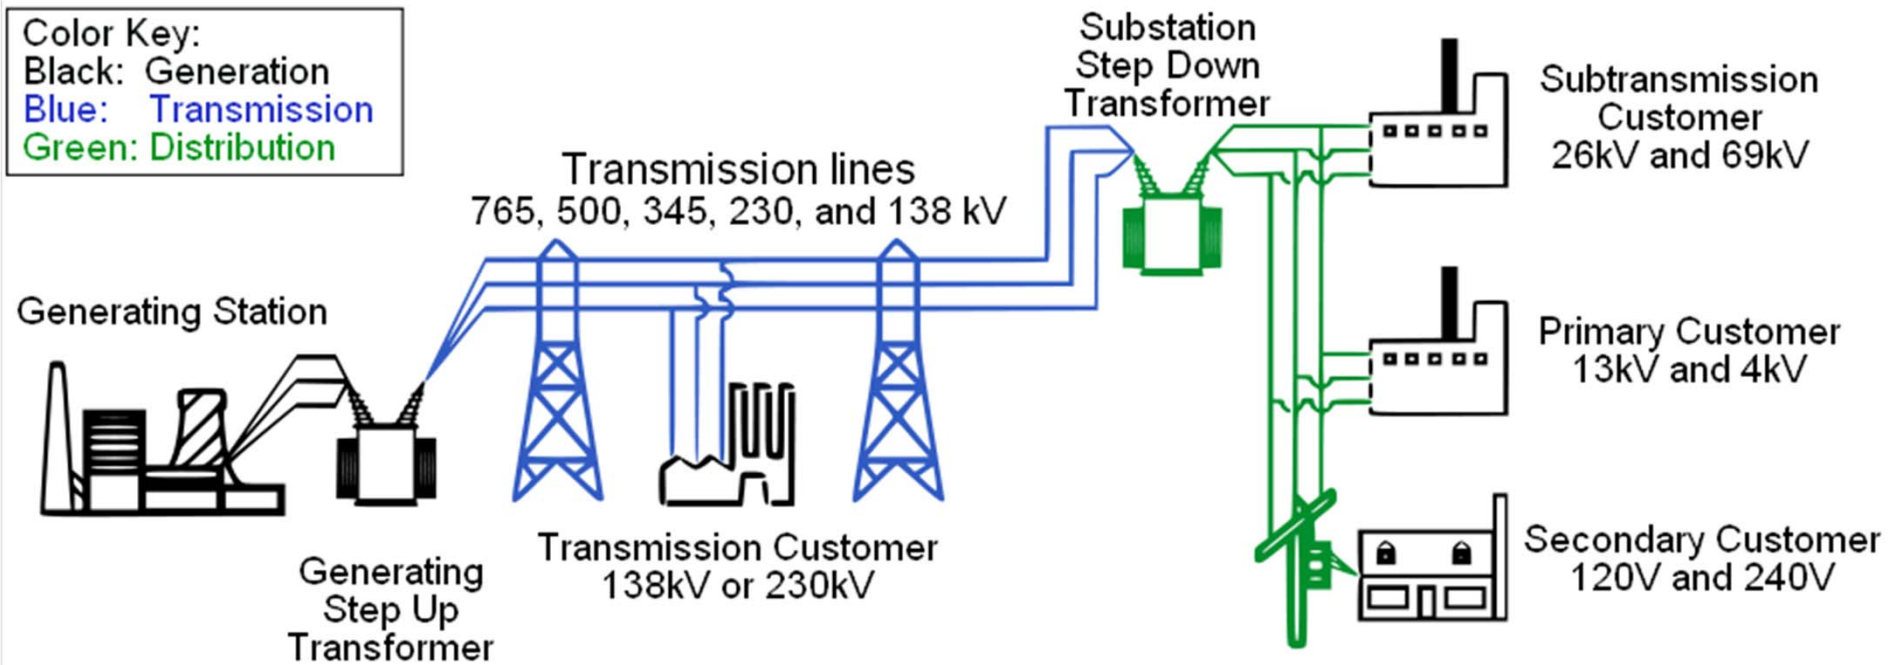 Color Key:
Black: Generation
Blue: Transmission
Green: Distribution
Generating Station
Generating
Step Up
Transformer
Transmission lines
765, 500, 345, 230, and 138 kV
Transmission Customer
138kV or 230kV
Substation
Step Down
Transformer
Subtransmission
Customer
26kV and 69kV
Primary Customer
13kV and 4kV
Secondary Customer
120V and 240V